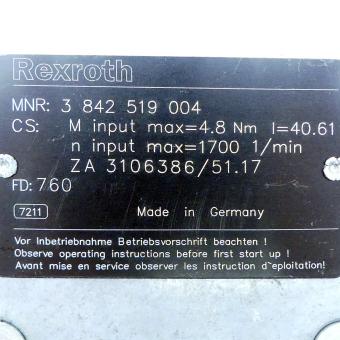 Rexroth
MNR: 3 842 519 004
CS: M input max=4.8 Nm I=40.61
n input max=1700 1/min
ZA 3106386/51.17
FD: 760
7211 Made in Germany
Vor Inbetriebnahme Betriebsvorschrift beachten !
Observe operating instructions before first start up !
Avant mise en service observer les instruction d~epIoitation!